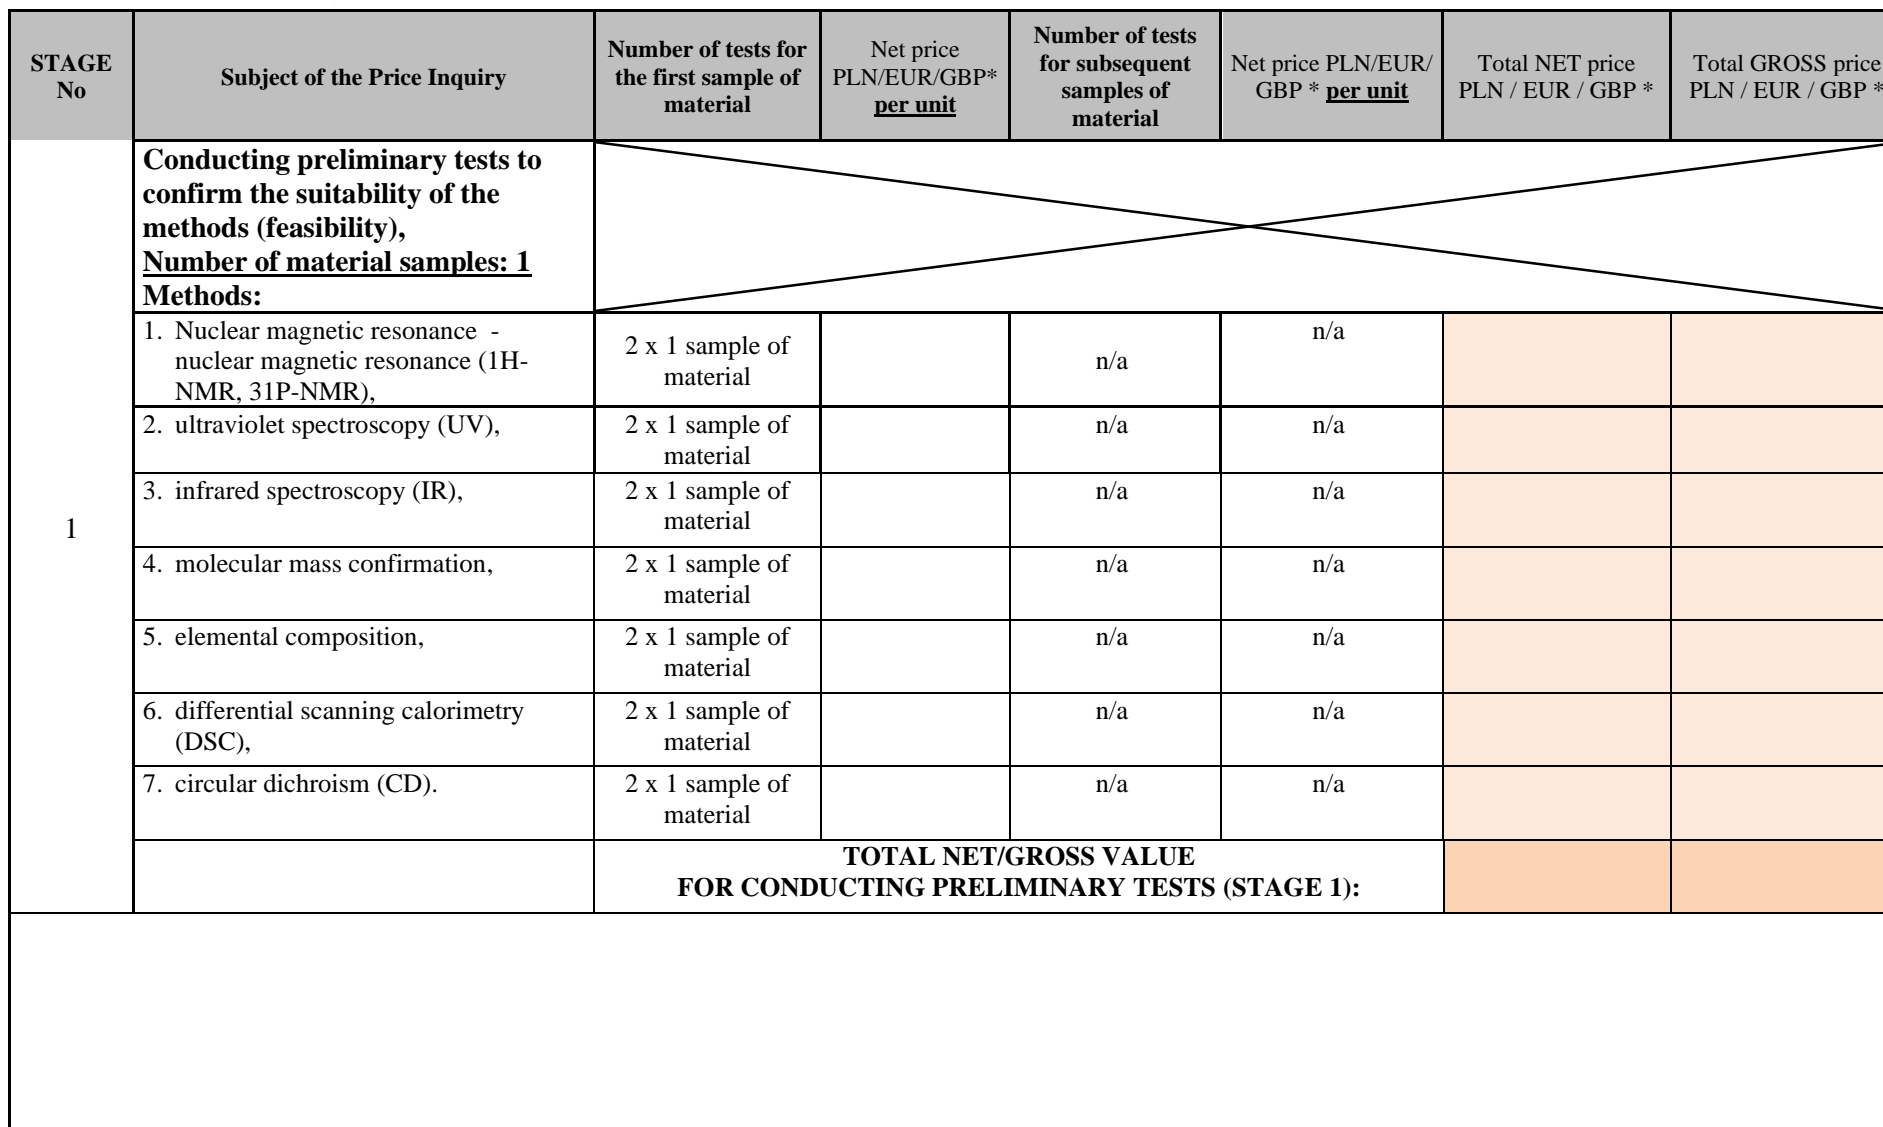 STAGE
No
Subject of the Price Inquiry
Number of tests for
the first sample of
material
Net price
PLN/EUR/GBP*
per unit
Number of tests
for subsequent
samples of
material
Net price PLN/EUR/
GBP * per unit
Total NET price
PLN / EUR / GBP *
Total GROSS price
PLN / EUR / GBP *
1
Conducting preliminary tests to
confirm the suitability of the
methods (feasibility),
Number of material samples: 1
Methods:
1. Nuclear magnetic resonance -
nuclear magnetic resonance (1H-
NMR, 31P-NMR),
2 x 1 sample of
material
n/a
n/a
2. ultraviolet spectroscopy (UV),
2 x 1 sample of
material
n/a
n/a
3. infrared spectroscopy (IR),
2 x 1 sample of
material
n/a
n/a
4. molecular mass confirmation,
2 x 1 sample of
material
n/a
n/a
5. elemental composition,
2 x 1 sample of
material
n/a
n/a
6. differential scanning calorimetry
(DSC),
2 x 1 sample of
material
n/a
n/a
7. circular dichroism (CD).
2 x 1 sample of
material
n/a
n/a
TOTAL NET/GROSS VALUE
FOR CONDUCTING PRELIMINARY TESTS (STAGE 1):